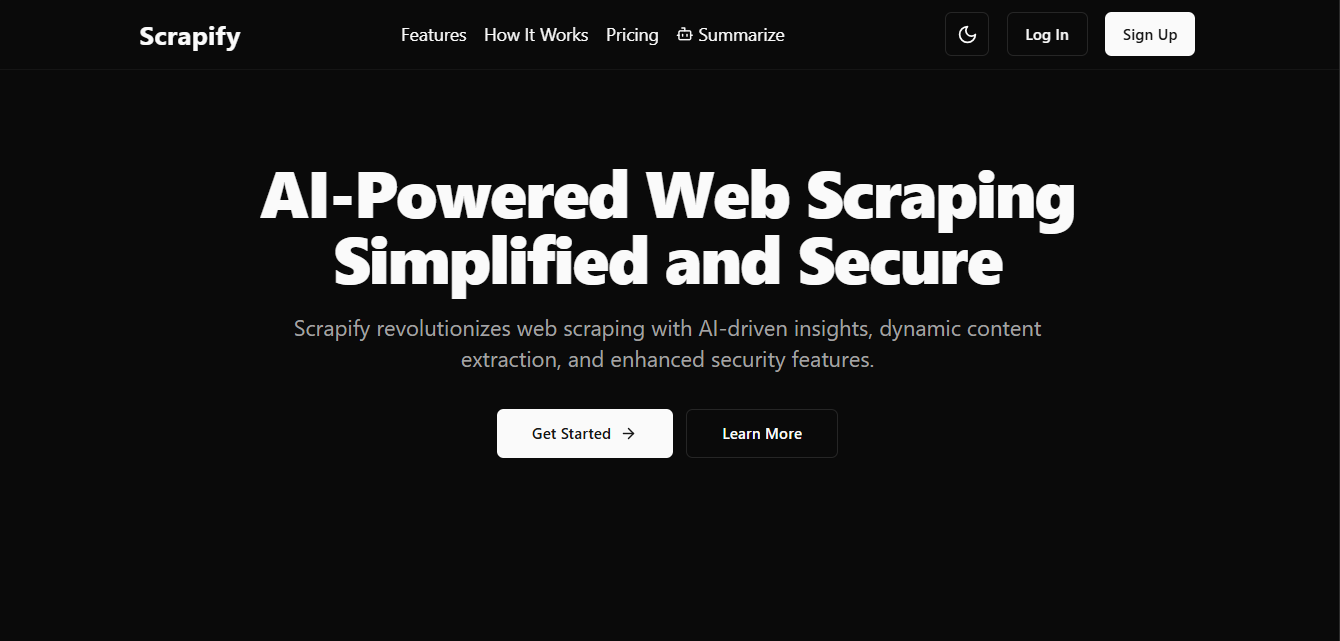 Scrapify
Features
How It Works
Pricing
Summarize
Log In
Sign Up
AI-Powered Web Scraping
Simplified and Secure
Scrapify revolutionizes web scraping with AI-driven insights, dynamic content
extraction, and enhanced security features.
Get Started
Learn More